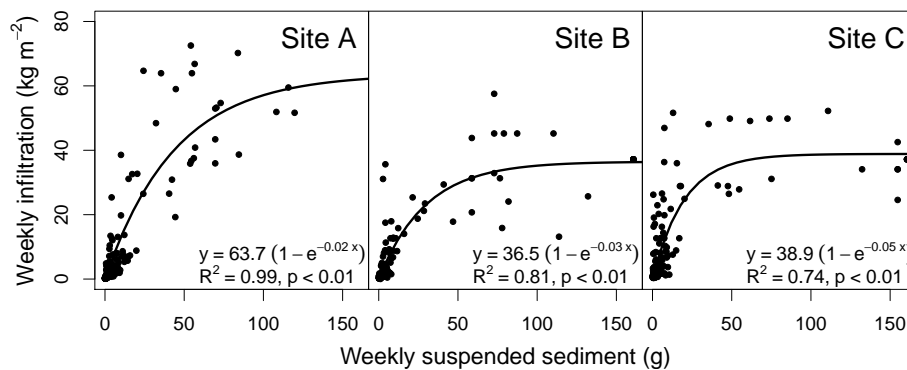 Weekly infiltration (kg m⁻²)
0 20 40 60 80
Site A
y = 63.7 (1 − e^−0.02 x)
R² = 0.99, p < 0.01
0 50 100 150
Site B
y = 36.5 (1 − e^−0.03 x)
R² = 0.81, p < 0.01
0 50 100 150
Site C
y = 38.9 (1 − e^−0.05 x)
R² = 0.74, p < 0.01
0 50 100 150
Weekly suspended sediment (g)